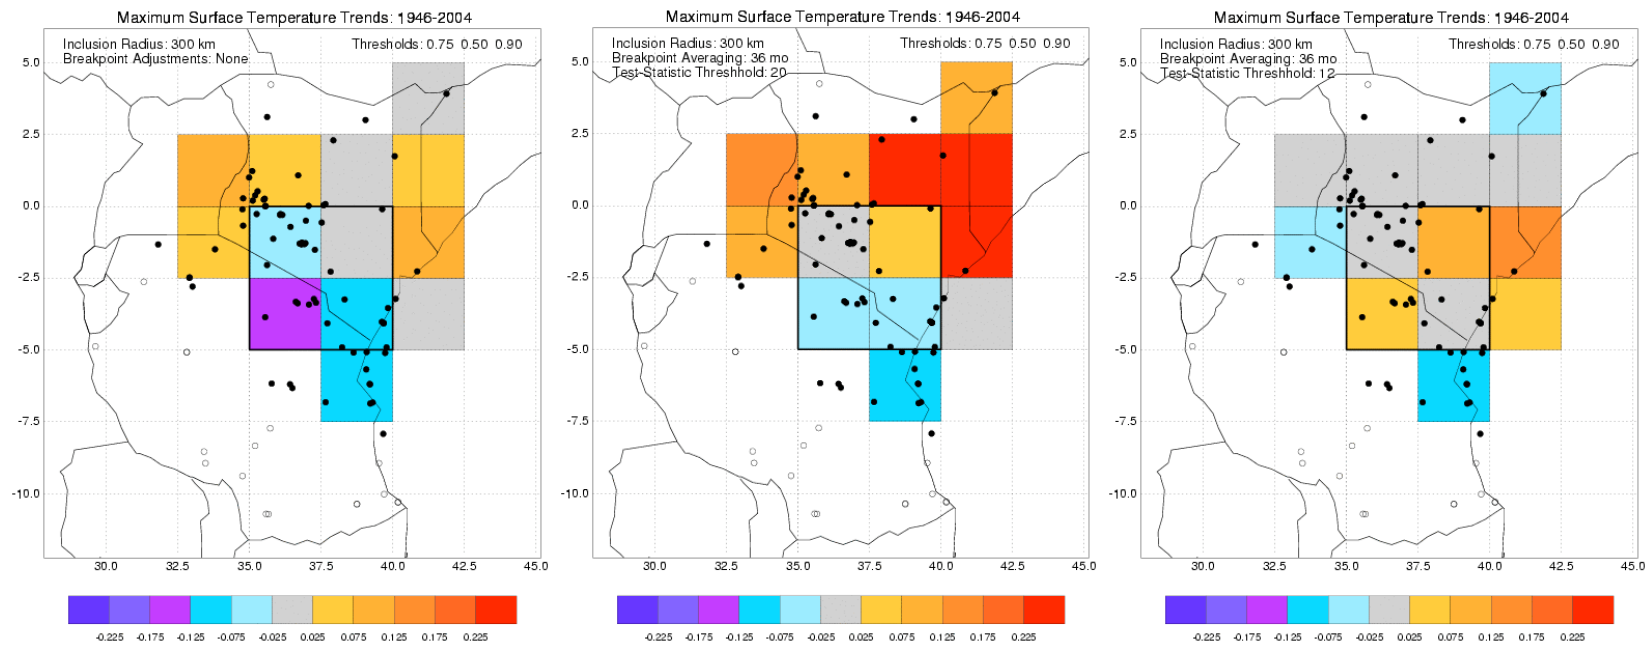 Maximum Surface Temperature Trends: 1946-2004
Inclusion Radius: 300 km
Thresholds: 0.75 0.50 0.90
Breakpoint Adjustments: None
5.0
2.5
0.0
-2.5
-5.0
-7.5
-10.0
30.0 32.5 35.0 37.5 40.0 42.5 45.0
-0.225 -0.175 -0.125 -0.075 -0.025 0.025 0.075 0.125 0.175 0.225
Maximum Surface Temperature Trends: 1946-2004
Inclusion Radius: 300 km
Thresholds: 0.75 0.50 0.90
Breakpoint Averaging: 36 mo
Test-Statistic Threshhold: 20
5.0
2.5
0.0
-2.5
-5.0
-7.5
-10.0
30.0 32.5 35.0 37.5 40.0 42.5 45.0
-0.225 -0.175 -0.125 -0.075 -0.025 0.025 0.075 0.125 0.175 0.225
Maximum Surface Temperature Trends: 1946-2004
Inclusion Radius: 300 km
Thresholds: 0.75 0.50 0.90
Breakpoint Averaging: 36 mo
Test-Statistic Threshhold: 12
5.0
2.5
0.0
-2.5
-5.0
-7.5
-10.0
30.0 32.5 35.0 37.5 40.0 42.5 45.0
-0.225 -0.175 -0.125 -0.075 -0.025 0.025 0.075 0.125 0.175 0.225